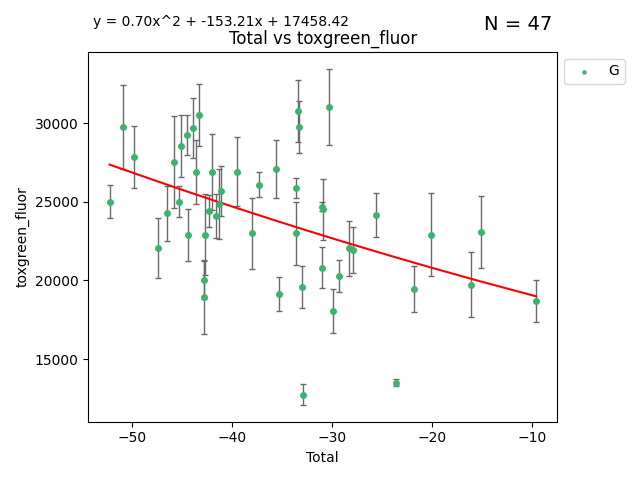 y = 0.70x^2 + -153.21x + 17458.42
N = 47
Total vs toxgreen_fluor
G
toxgreen_fluor
30000
25000
20000
15000
−50
−40
−30
−20
−10
Total